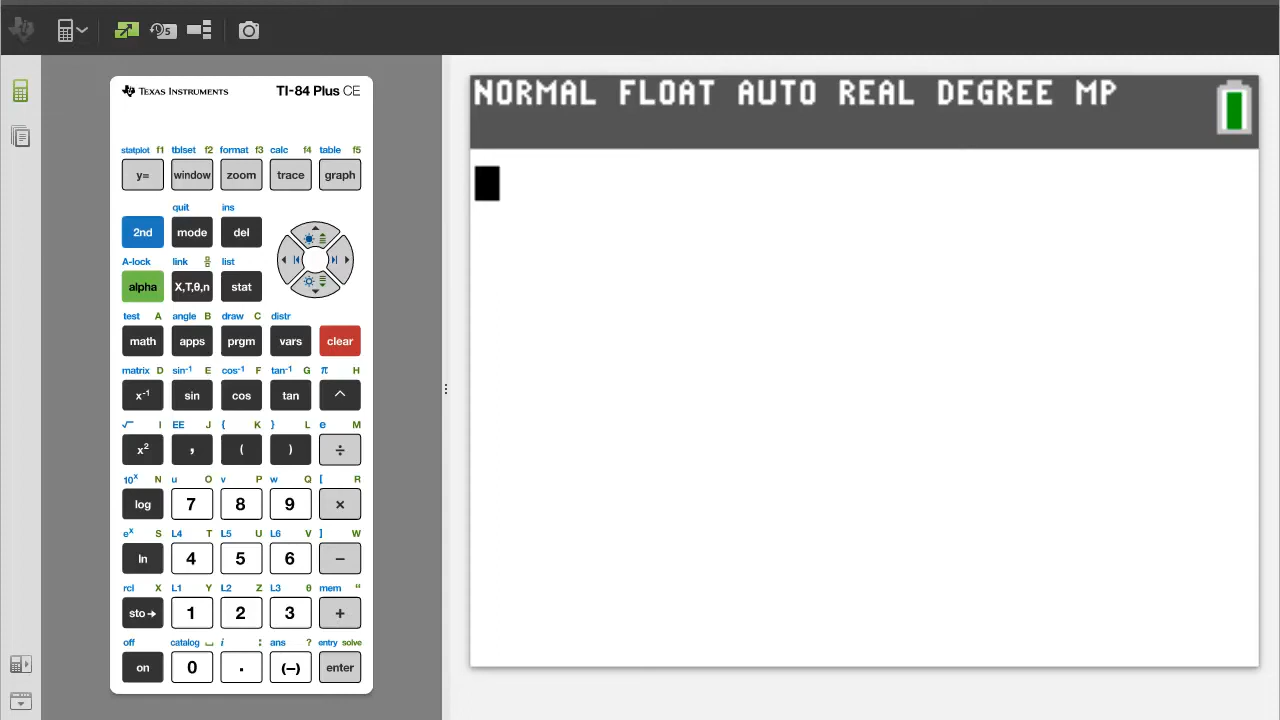 NORMAL FLOAT AUTO REAL DEGREE MP
TEXAS INSTRUMENTS TI-84 Plus CE
statplot f1 tblset f2 format f3 calc f4 table f5
y= window zoom trace graph
quit ins
2nd mode del
A-lock link list
alpha X,T,θ,n stat
test A angle B draw C distr
math apps prgm vars clear
matrix D sin-1 E cos-1 F tan-1 G π H
x-1 sin cos tan ^
√ I EE J { K } L e M
x2 , ( ) ÷
10x N u O v P w Q [ R
log 7 8 9 ×
ex S L4 T L5 U L6 V ] W
ln 4 5 6 −
rcl X L1 Y L2 Z L3 θ mem “
sto→ 1 2 3 +
off catalog ⎵ i : ans ? entry solve
on 0 . (−) enter